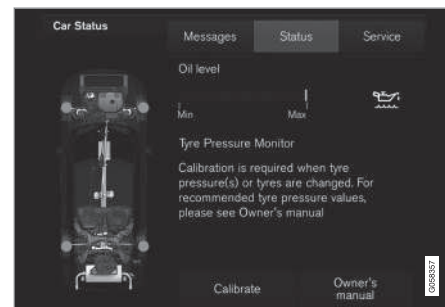 Car Status
Messages
Status
Service
Oil level
Min
Max
Tyre Pressure Monitor
Calibration is required when tyre
pressure(s) or tyres are changed. For
recommended tyre pressure values,
please see Owner's manual
Calibrate
Owner's
manual
G058357